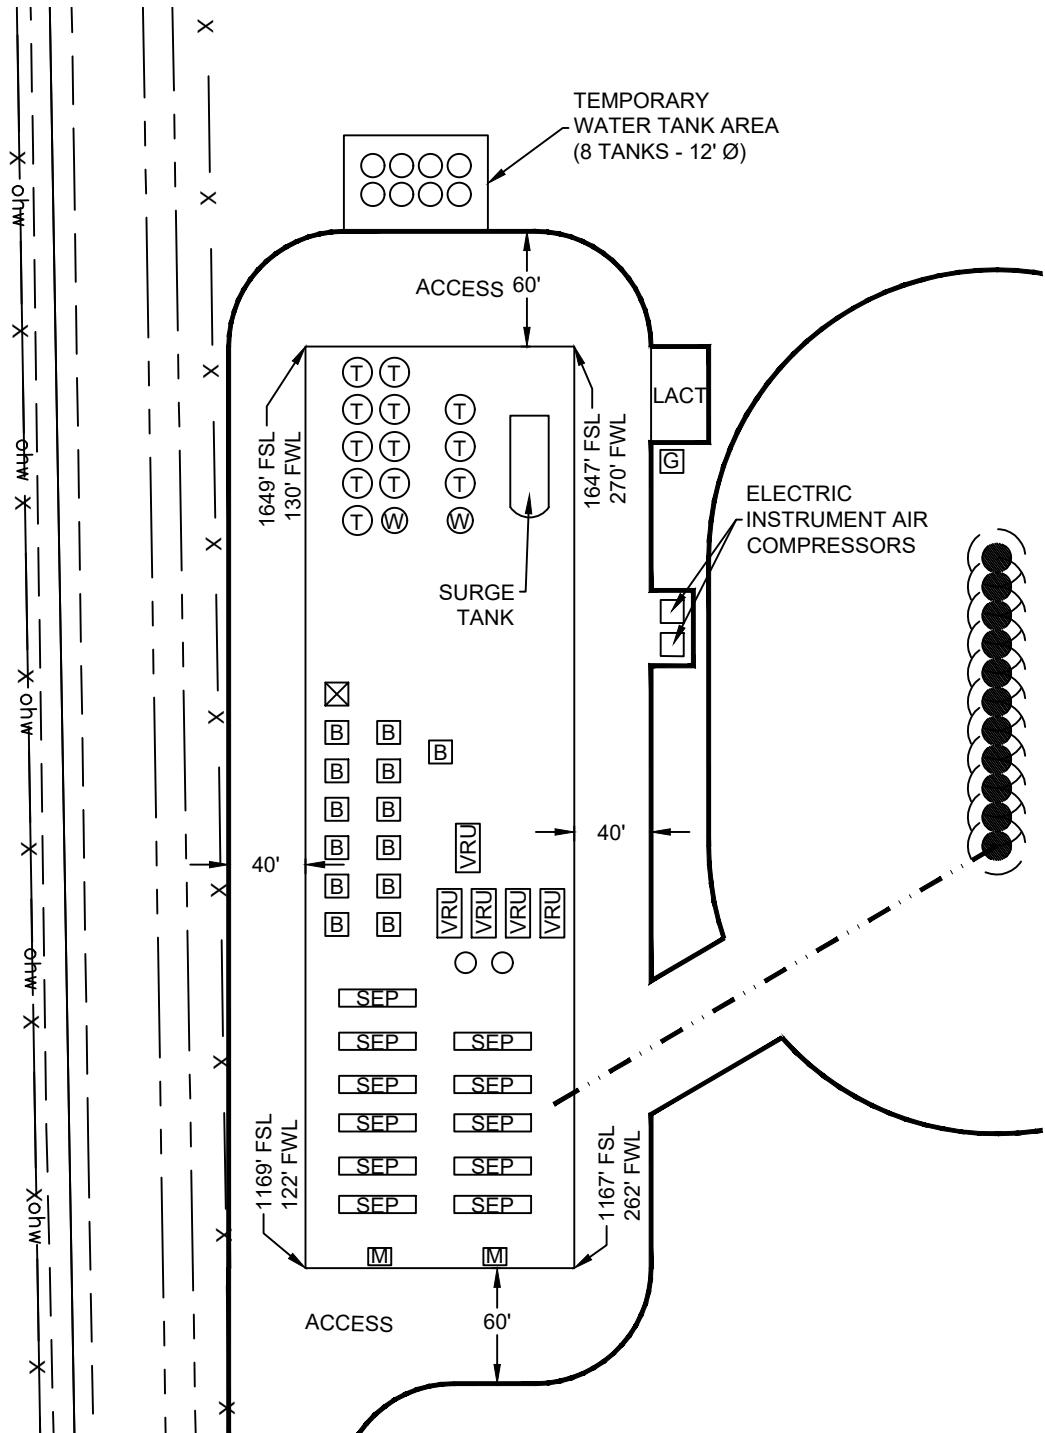 TEMPORARY
WATER TANK AREA
(8 TANKS - 12' Ø)
X
X
ohw
X
ACCESS 60'
X
X
T T
LACT
T T T
1649' FSL
130' FWL
1647' FSL
270' FWL
T T T
ohw
G
T T T
X
ELECTRIC
INSTRUMENT AIR
COMPRESSORS
T W W
X
SURGE
TANK
X
ohw
X
B B
B
B B
B B
40'
B B
VRU
X
40'
B B
X
VRU VRU VRU VRU
B B
ohw
SEP
X
SEP SEP
X
SEP SEP
SEP SEP
1169' FSL
122' FWL
1167' FSL
262' FWL
SEP SEP
X
ohw
SEP SEP
X
M M
ACCESS 60'
X
X